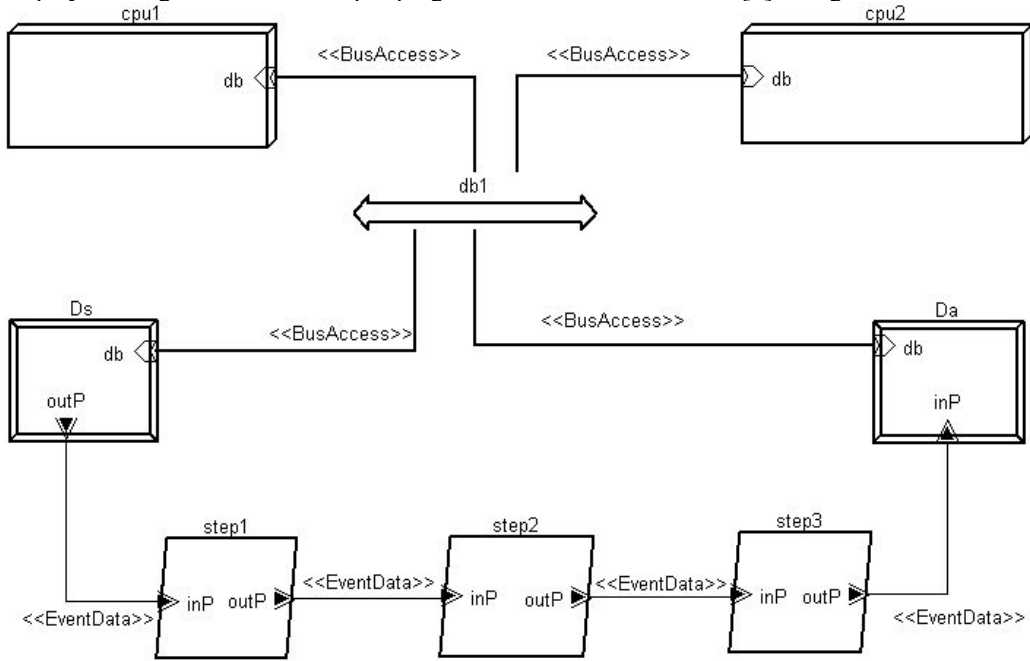 cpu1
cpu2
<<BusAccess>>
<<BusAccess>>
db
db
db1
Ds
Da
<<BusAccess>>
<<BusAccess>>
db
db
outP
inP
step1
step2
step3
<<EventData>>
<<EventData>>
inP
outP
inP
outP
inP
outP
<<EventData>>
<<EventData>>